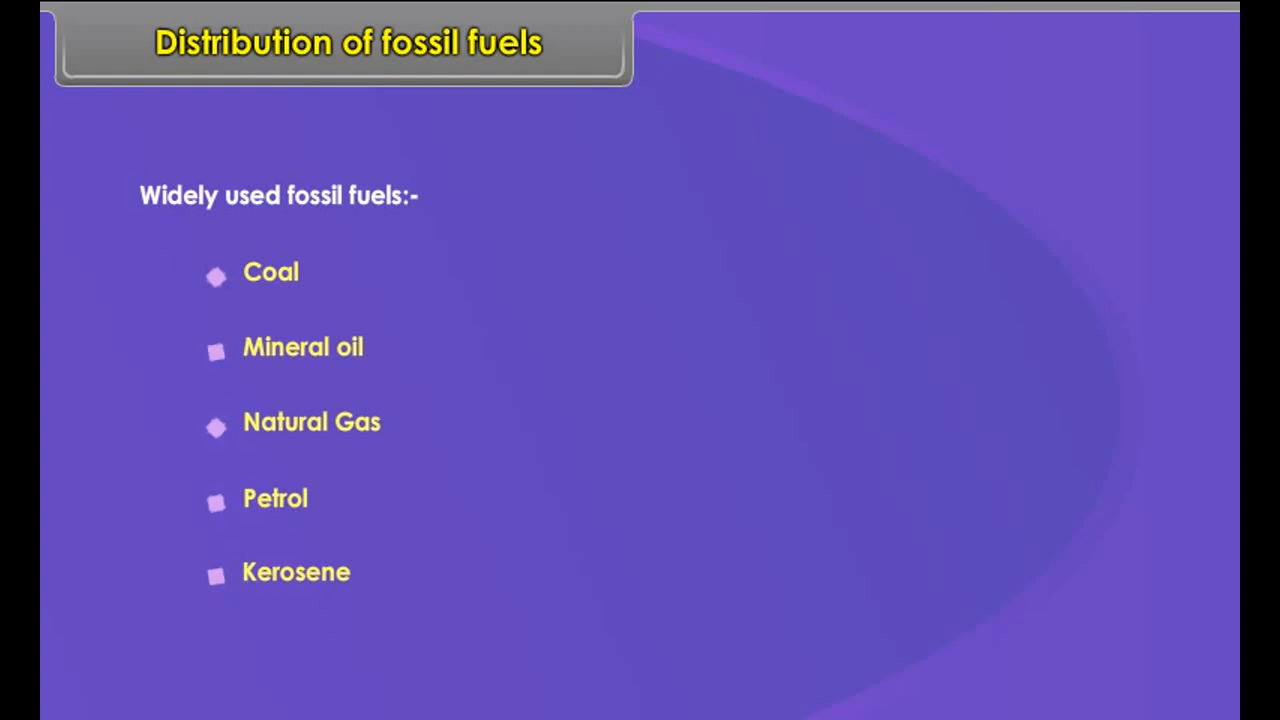 Distribution of fossil fuels
Widely used fossil fuels:-
Coal
Mineral oil
Natural Gas
Petrol
Kerosene